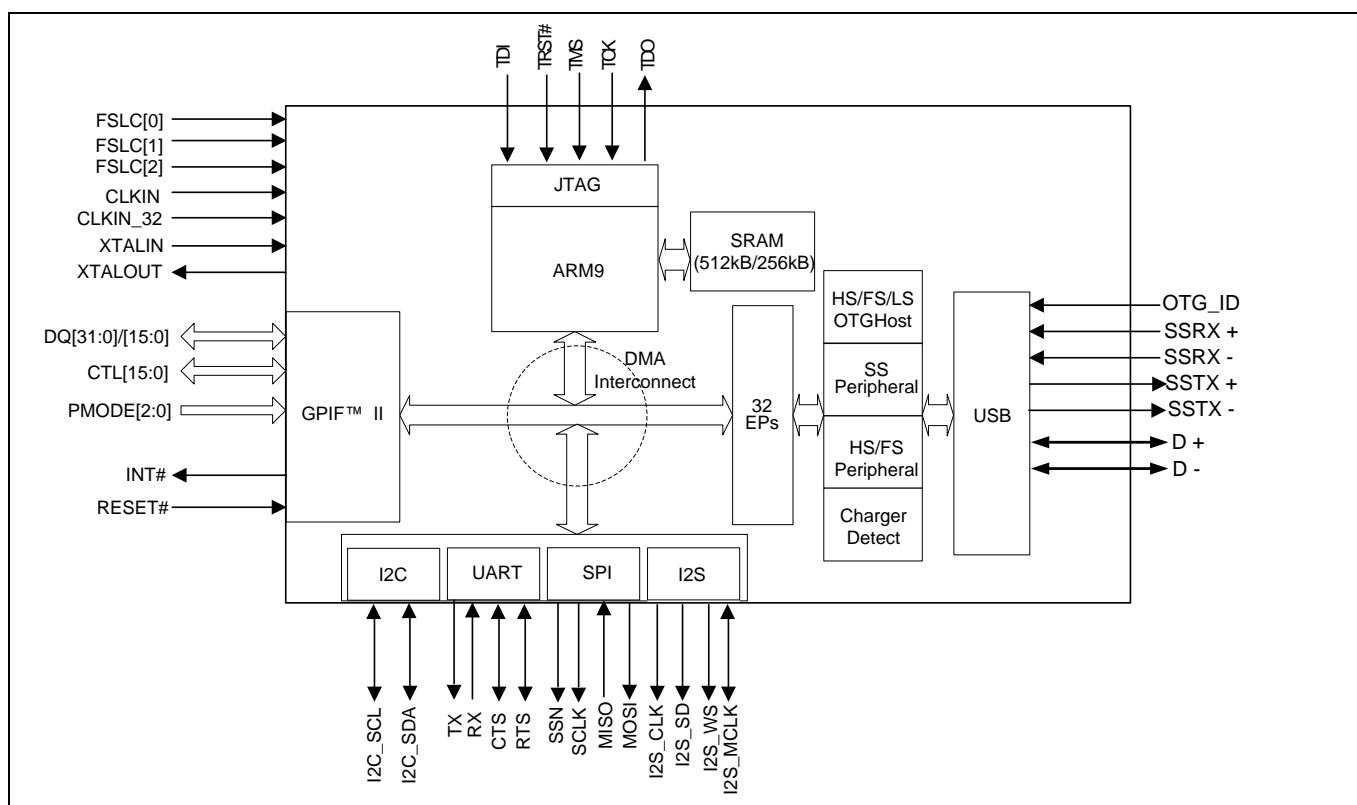 TDI
TRST#
TMS
TCK
TDO
FSLC[0]
FSLC[1]
FSLC[2]
CLKIN
CLKIN_32
XTALIN
XTALOUT
JTAG
ARM9
SRAM
(512kB/256kB)
DQ[31:0]/[15:0]
CTL[15:0]
PMODE[2:0]
INT#
RESET#
GPIF™ II
DMA
Interconnect
32
EPs
HS/FS/LS
OTGHost
SS
Peripheral
HS/FS
Peripheral
Charger
Detect
USB
OTG_ID
SSRX +
SSRX -
SSTX +
SSTX -
D +
D -
I2C
UART
SPI
I2S
I2C_SCL
I2C_SDA
TX
RX
CTS
RTS
SSN
SCLK
MISO
MOSI
I2S_CLK
I2S_SD
I2S_WS
I2S_MCLK